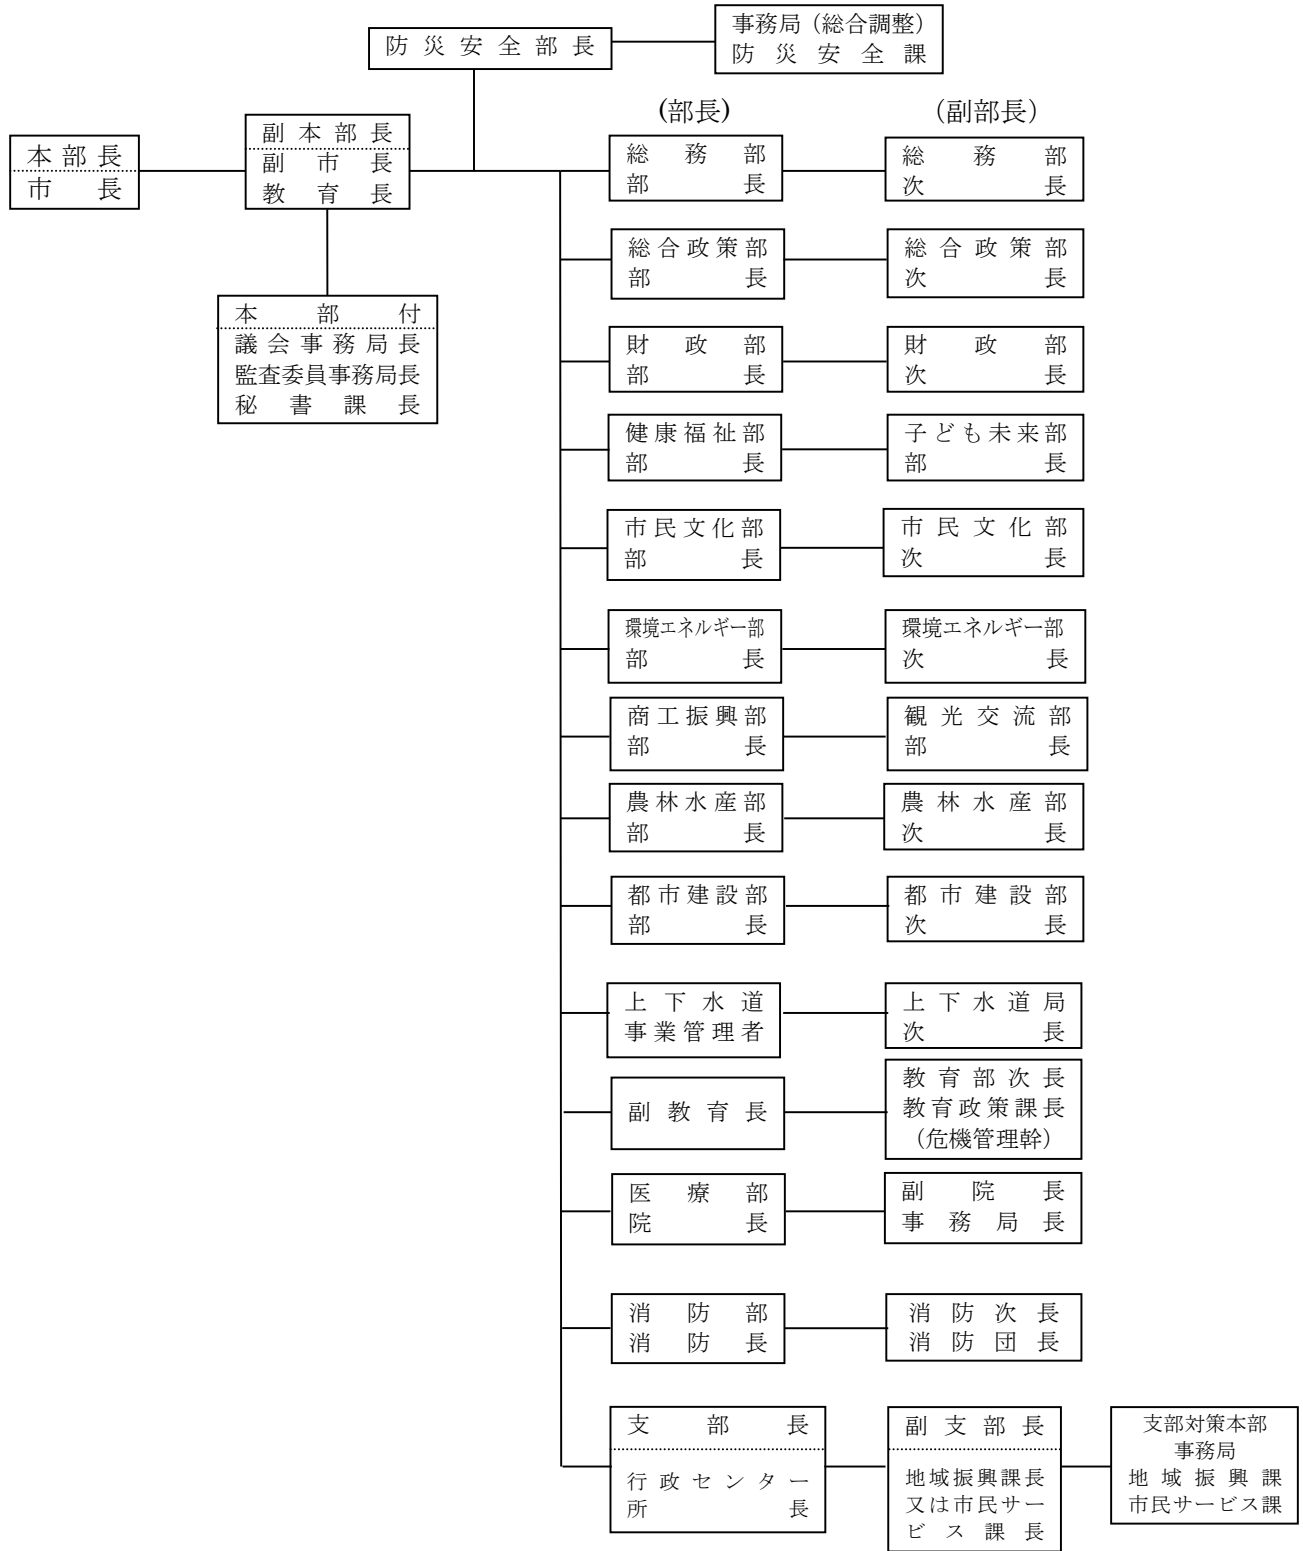 防災安全部長
事務局（総合調整）
防災安全課
(部長)
（副部長）
本部長
市長
副本部長
副市長
教育長
本部付
議会事務局長
監査委員事務局長
秘書課長
総務部
部長
総務部
次長
総合政策部
部長
総合政策部
次長
財政部
部長
財政部
次長
健康福祉部
部長
子ども未来部
部長
市民文化部
部長
市民文化部
次長
環境エネルギー部
部長
環境エネルギー部
次長
商工振興部
部長
観光交流部
部長
農林水産部
部長
農林水産部
次長
都市建設部
部長
都市建設部
次長
上下水道
事業管理者
上下水道局
次長
副教育長
教育部次長
教育政策課長
（危機管理幹）
医療部
院長
副院長
事務局長
消防部
消防長
消防次長
消防団長
支部長
行政センター
所長
副支部長
地域振興課長
又は市民サー
ビス課長
支部対策本部
事務局
地域振興課
市民サービス課